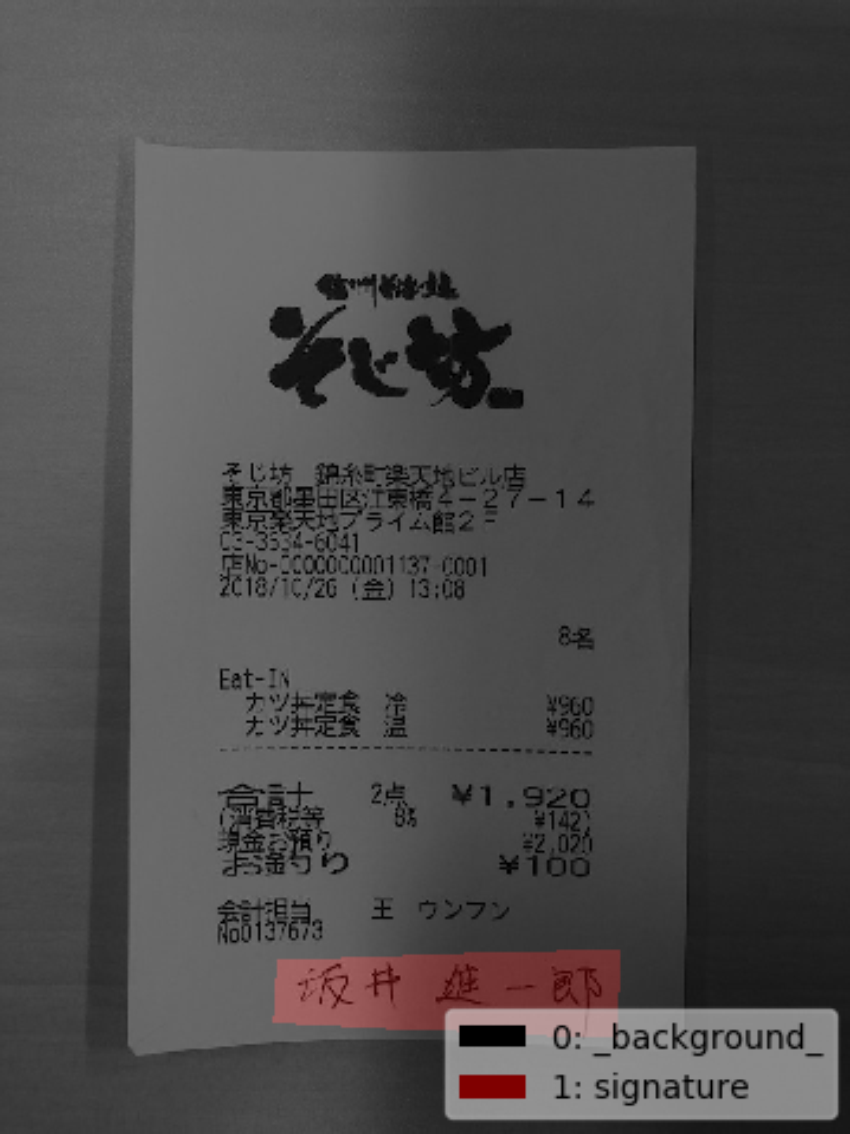 信州そば処
そじ坊
そじ坊 錦糸町楽天地ビル店
東京都墨田区江東橋4-27-14
東京楽天地プライム館2F
03-3634-6041
店No-0000000001137-0001
2018/10/26 (金) 13:08
8名
Eat-IN
カツ丼定食 冷 ¥960
カツ丼定食 温 ¥960
合計 2点 ¥1,920
(消費税等 8% ¥142)
現金お預り ¥2,020
お釣り ¥100
会計担当 王 ウンフン
No0137673
坂井 進一郎
0: _background_
1: signature